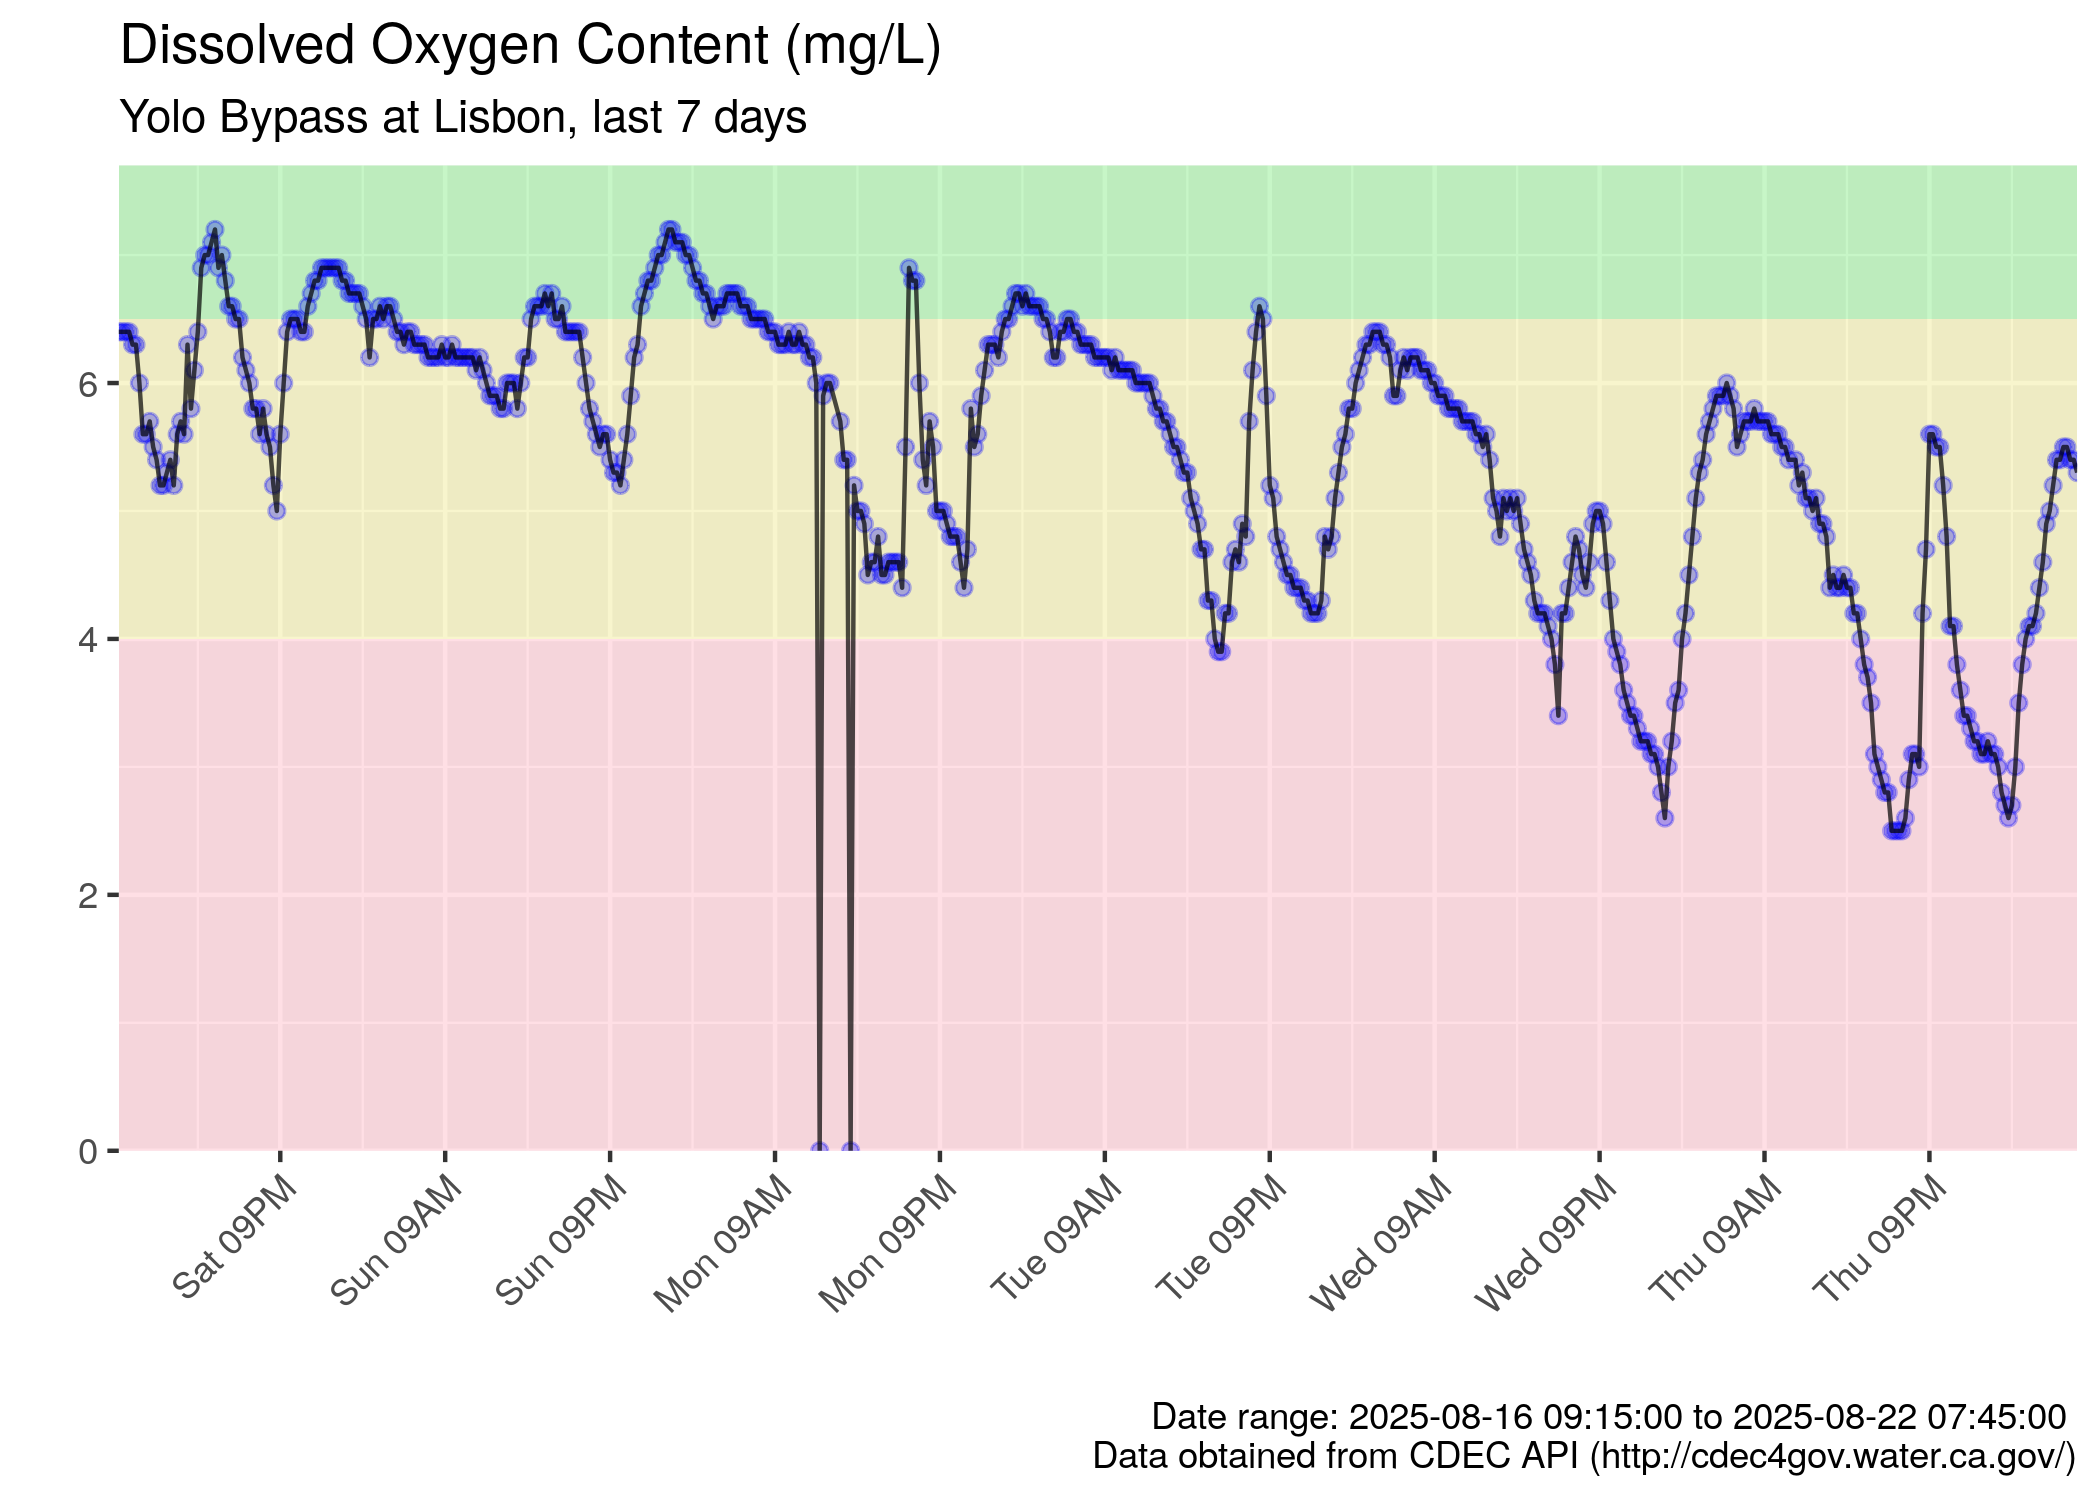 Dissolved Oxygen Content (mg/L)
Yolo Bypass at Lisbon, last 7 days
6
4
2
0
Sat 09PM
Sun 09AM
Sun 09PM
Mon 09AM
Mon 09PM
Tue 09AM
Tue 09PM
Wed 09AM
Wed 09PM
Thu 09AM
Thu 09PM
Date range: 2025-08-16 09:15:00 to 2025-08-22 07:45:00
Data obtained from CDEC API (http://cdec4gov.water.ca.gov/)